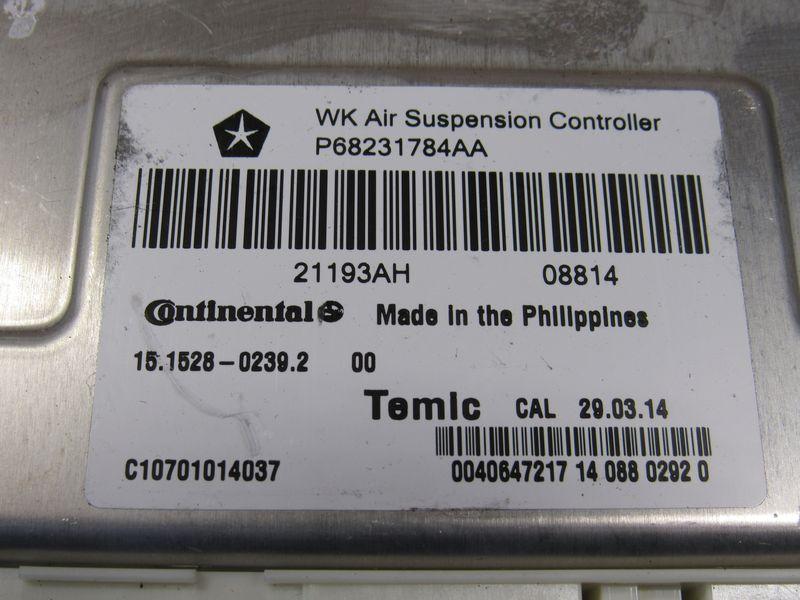 WK Air Suspension Controller
P68231784AA
21193AH 08814
Continental Made in the Philippines
15.1528-0239.2 00
Temic CAL 29.03.14
C10701014037 0040647217 14 088 0292 0